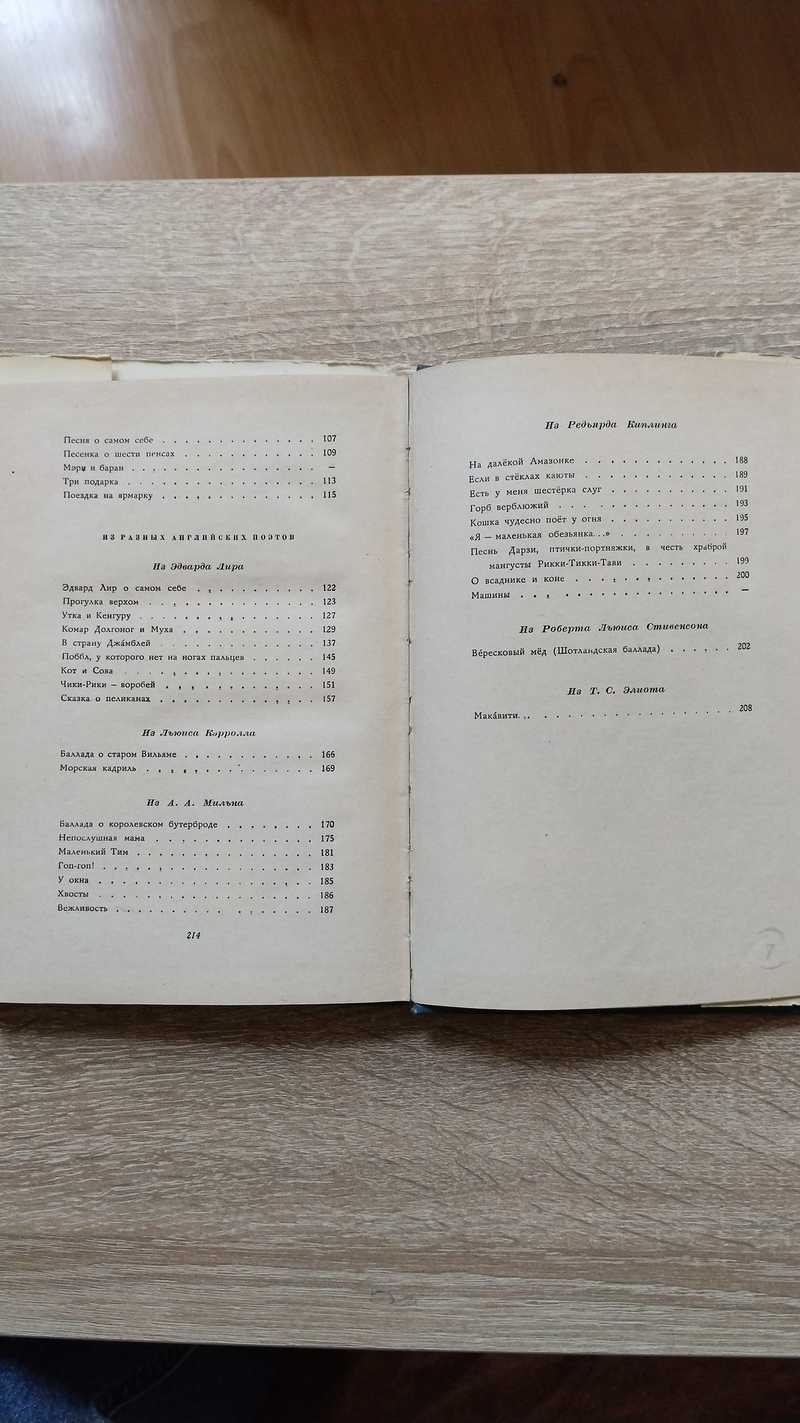 Песня о самом себе . . . . . . . . . . . . . . 107
Песенка о шести пенсах . . . . . . . . . . 109
Мэри и баран . . . . . . . . . . . . . . . —
Три подарка . . . . . . . . . . . . . . 113
Поездка на ярмарку . . . . . . . . . . . 115
ИЗ РАЗНЫХ АНГЛИЙСКИХ ПОЭТОВ
Из Эдварда Лира
Эдвард Лир о самом себе . . . . . . . . . 122
Прогулка верхом . . . . . . . . . . . . 123
Утка и Кенгуру . . . . . . . . . . . . . 127
Комар Долгоног и Муха . . . . . . . . . . 129
В страну Джа́мблей . . . . . . . . . . . 137
Поббл, у которого нет на ногах пальцев . . . . . 145
Кот и Сова . . . . . . . . . . . . . . 149
Чики-Рики — воробей . . . . . . . . . . . 151
Сказка о пеликанах . . . . . . . . . . . 157
Из Льюиса Кэрролла
Баллада о старом Вильяме . . . . . . . . . 166
Морская кадриль . . . . . . . . . . . . 169
Из А. А. Мильна
Баллада о королевском бутерброде . . . . . . . 170
Непослушная мама . . . . . . . . . . . . 175
Маленький Тим . . . . . . . . . . . . . 181
Гоп-гоп! . . . . . . . . . . . . . . . 183
У окна . . . . . . . . . . . . . . . . 185
Хвосты . . . . . . . . . . . . . . . . 186
Вежливость . . . . . . . . . . . . . . 187
214
Из Редьярда Киплинга
На далёкой Амазонке . . . . . . . . . . . 188
Если в стёклах каюты . . . . . . . . . . . 189
Есть у меня шестёрка слуг . . . . . . . . . 191
Горб верблюжий . . . . . . . . . . . . . 193
Кошка чудесно поёт у огня . . . . . . . . . 195
«Я — маленькая обезьянка...» . . . . . . . . 197
Песнь Дарзи, птички-портняжки, в честь храброй
мангусты Рикки-Тикки-Тави . . . . . . . . . 199
О всаднике и коне . . . . . . . . . . . 200
Машины . . . . . . . . . . . . . . . —
Из Роберта Льюиса Стивенсона
Ве́ресковый мёд (Шотландская баллада) . . . . . . 202
Из Т. С. Элиота
Мака́вити . . . . . . . . . . . . . . . 208
7